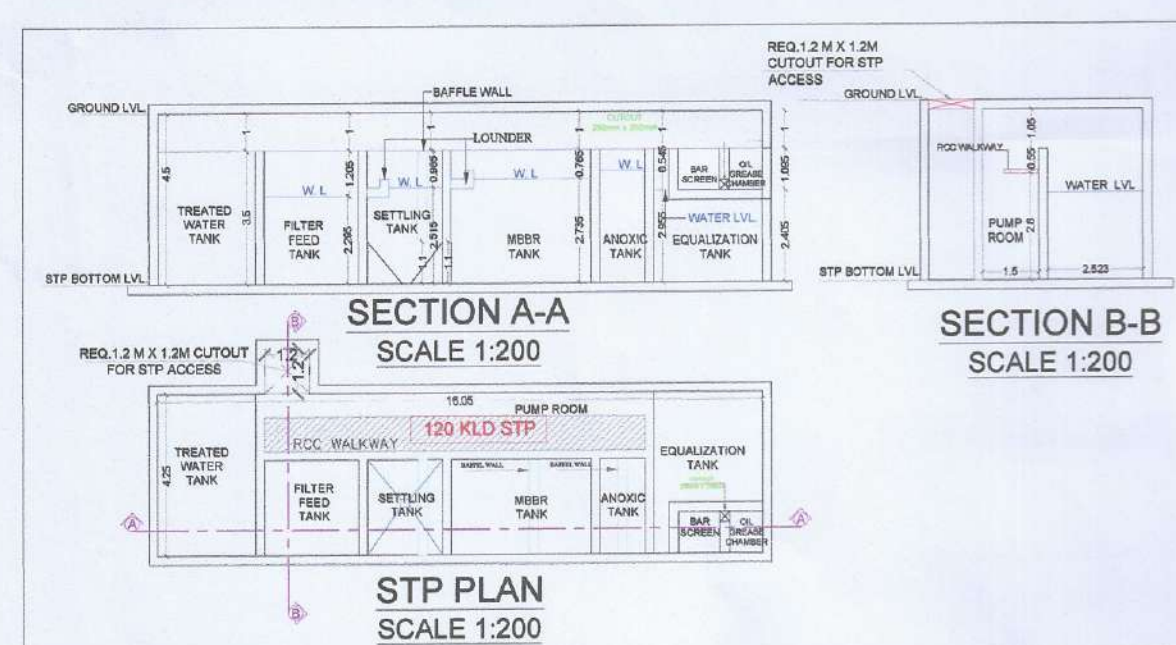 REQ.1.2 M X 1.2M
CUTOUT FOR STP
ACCESS
GROUND LVL
BAFFLE WALL
CUTOUT
GROUND LVL
LOUNDER
1
1
1
1
1
1
1.05
4.5
3.5
W. L
1.205
W. L
0.965
W. L
0.765
W. L
0.545
BAR
SCREEN
OIL
GREASE
CHAMBER
1.095
RCC WALKWAY
0.55
WATER LVL
TREATED
WATER
TANK
FILTER
FEED
TANK
2.295
SETTLING
TANK
2.515
1.1
1.1
MBBR
TANK
2.735
ANOXIC
TANK
2.955
WATER LVL
EQUALIZATION
TANK
2.405
PUMP
ROOM
2.6
STP BOTTOM LVL
STP BOTTOM LVL
1.5
2.523
SECTION A-A
SCALE 1:200
SECTION B-B
SCALE 1:200
B
REQ.1.2 M X 1.2M CUTOUT
FOR STP ACCESS
1.2
1.2
16.05
PUMP ROOM
120 KLD STP
RCC WALKWAY
TREATED
WATER
TANK
4.25
EQUALIZATION
TANK
BAFFEL WALL
BAFFEL WALL
FILTER
FEED
TANK
SETTLING
TANK
MBBR
TANK
ANOXIC
TANK
BAR
SCREEN
OIL
GREASE
CHAMBER
A
A
B
STP PLAN
SCALE 1:200